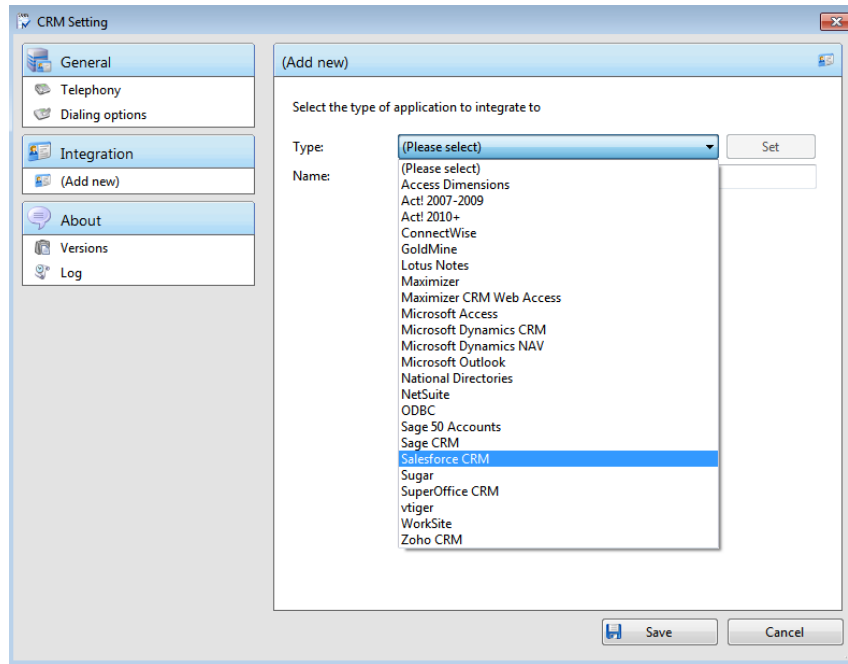 CRM Setting
General
Telephony
Dialing options
Integration
(Add new)
About
Versions
Log
(Add new)
Select the type of application to integrate to
Type: (Please select) Set
Name:
(Please select)
Access Dimensions
Act! 2007-2009
Act! 2010+
ConnectWise
GoldMine
Lotus Notes
Maximizer
Maximizer CRM Web Access
Microsoft Access
Microsoft Dynamics CRM
Microsoft Dynamics NAV
Microsoft Outlook
National Directories
NetSuite
ODBC
Sage 50 Accounts
Sage CRM
Salesforce CRM
Sugar
SuperOffice CRM
vtiger
WorkSite
Zoho CRM
Save Cancel